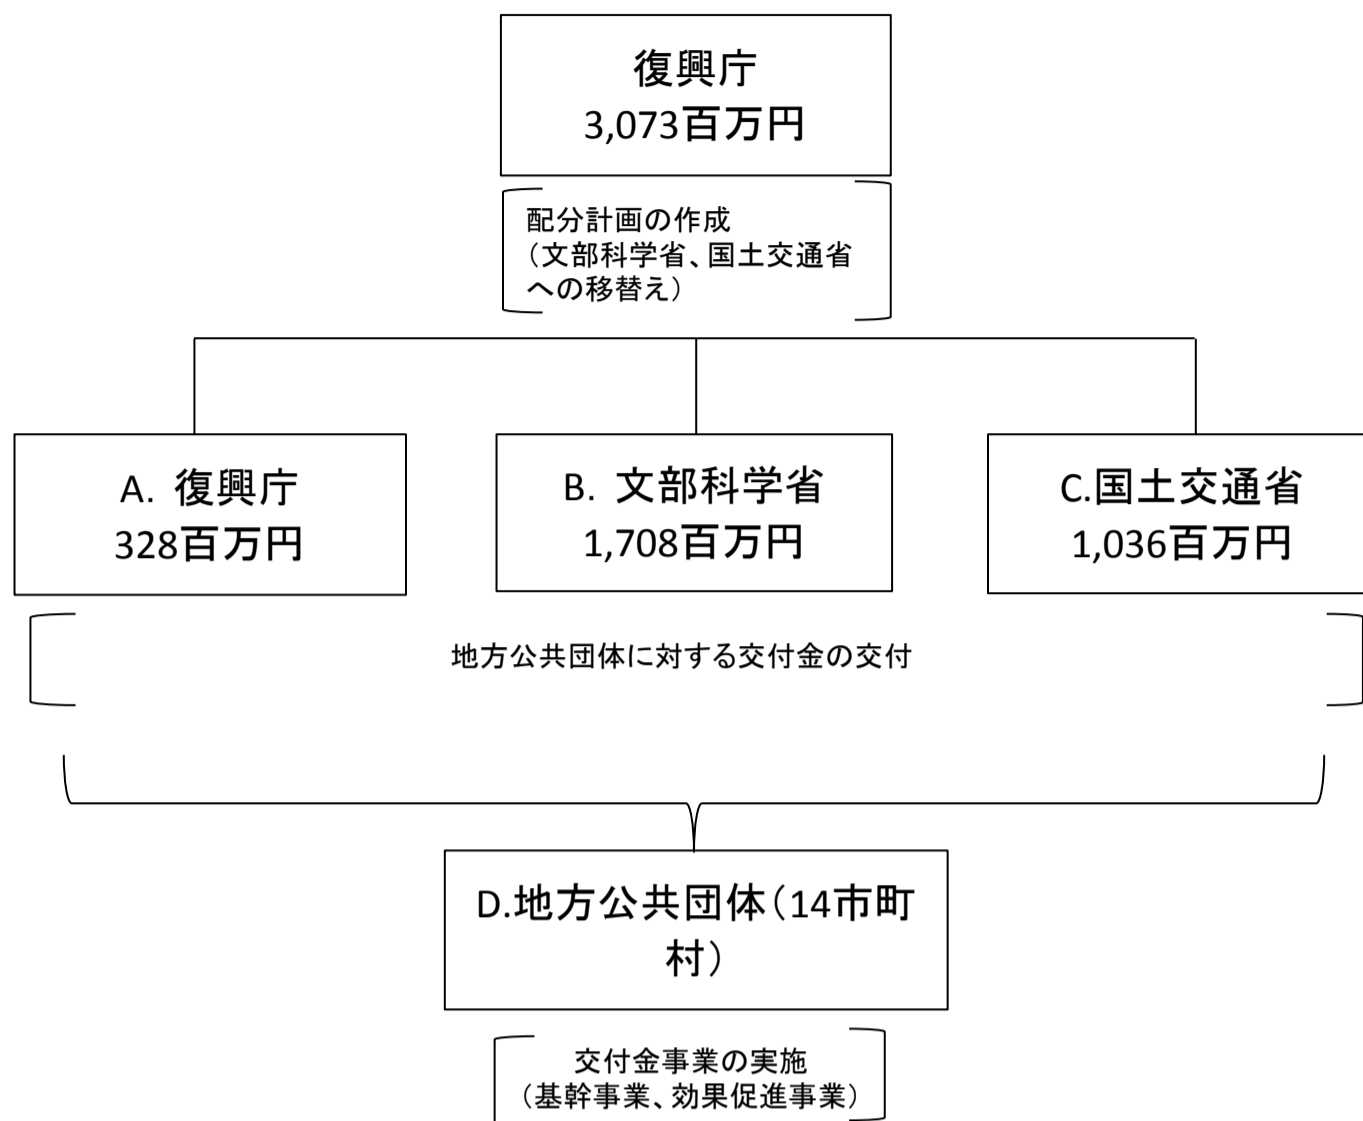 復興庁
3,073百万円
配分計画の作成
（文部科学省、国土交通省
への移替え）
A. 復興庁
328百万円
B. 文部科学省
1,708百万円
C.国土交通省
1,036百万円
地方公共団体に対する交付金の交付
D.地方公共団体（14市町
村）
交付金事業の実施
（基幹事業、効果促進事業）